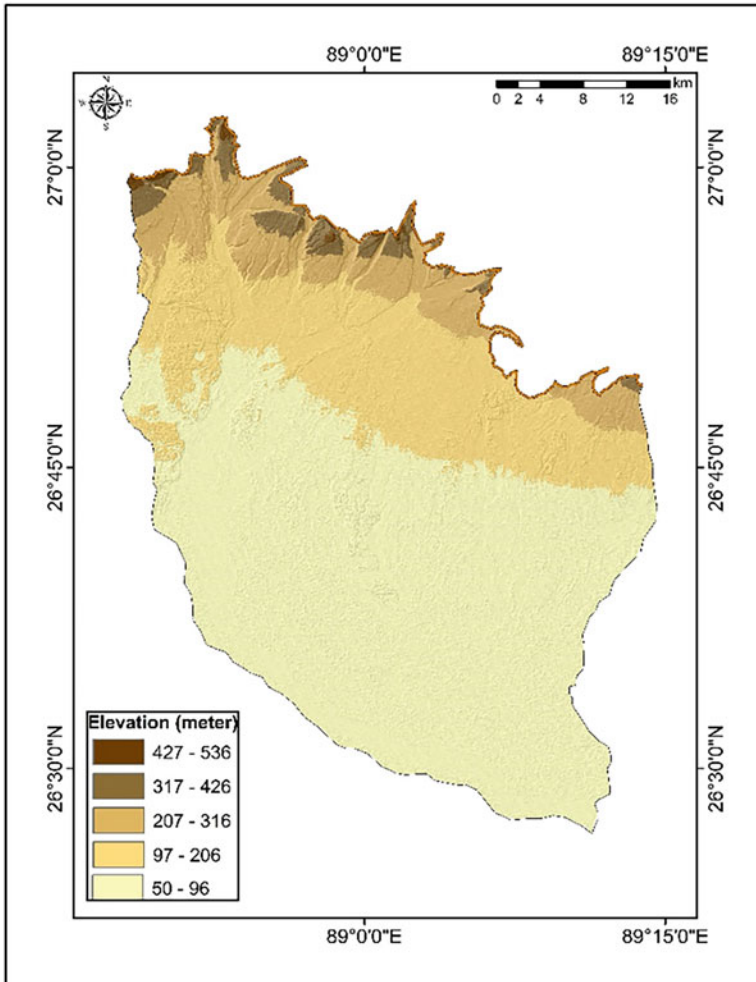 89°0'0"E 89°15'0"E
N
W E
S
km
0 2 4 8 12 16
27°0'0"N 27°0'0"N
26°45'0"N 26°45'0"N
26°30'0"N 26°30'0"N
Elevation (meter)
427 - 536
317 - 426
207 - 316
97 - 206
50 - 96
89°0'0"E 89°15'0"E